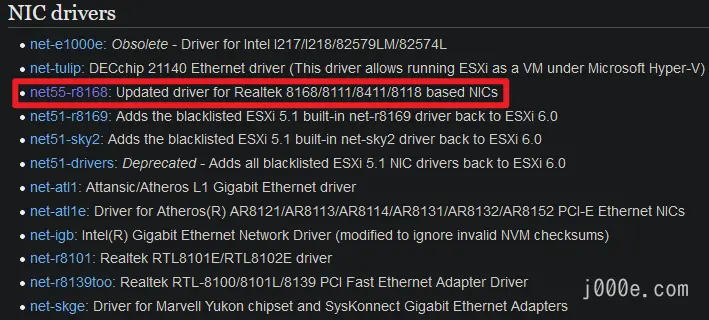 NIC drivers
net-e1000e: Obsolete - Driver for Intel I217/I218/82579LM/82574L
net-tulip: DECchip 21140 Ethernet driver (This driver allows running ESXi as a VM under Microsoft Hyper-V)
net55-r8168: Updated driver for Realtek 8168/8111/8411/8118 based NICs
net51-r8169: Adds the blacklisted ESXi 5.1 built-in net-r8169 driver back to ESXi 6.0
net51-sky2: Adds the blacklisted ESXi 5.1 built-in net-sky2 driver back to ESXi 6.0
net51-drivers: Deprecated - Adds all blacklisted ESXi 5.1 NIC drivers back to ESXi 6.0
net-atl1: Attansic/Atheros L1 Gigabit Ethernet driver
net-atl1e: Driver for Atheros(R) AR8121/AR8113/AR8114/AR8131/AR8132/AR8152 PCI-E Ethernet NICs
net-igb: Intel(R) Gigabit Ethernet Network Driver (modified to ignore invalid NVM checksums)
net-r8101: Realtek RTL-8101E/RTL8102E driver
net-r8139too: Realtek RTL-8100/8101L/8139 PCI Fast Ethernet Adapter Driver
net-skge: Driver for Marvell Yukon chipset and SysKonnect Gigabit Ethernet Adapters
j000e.com